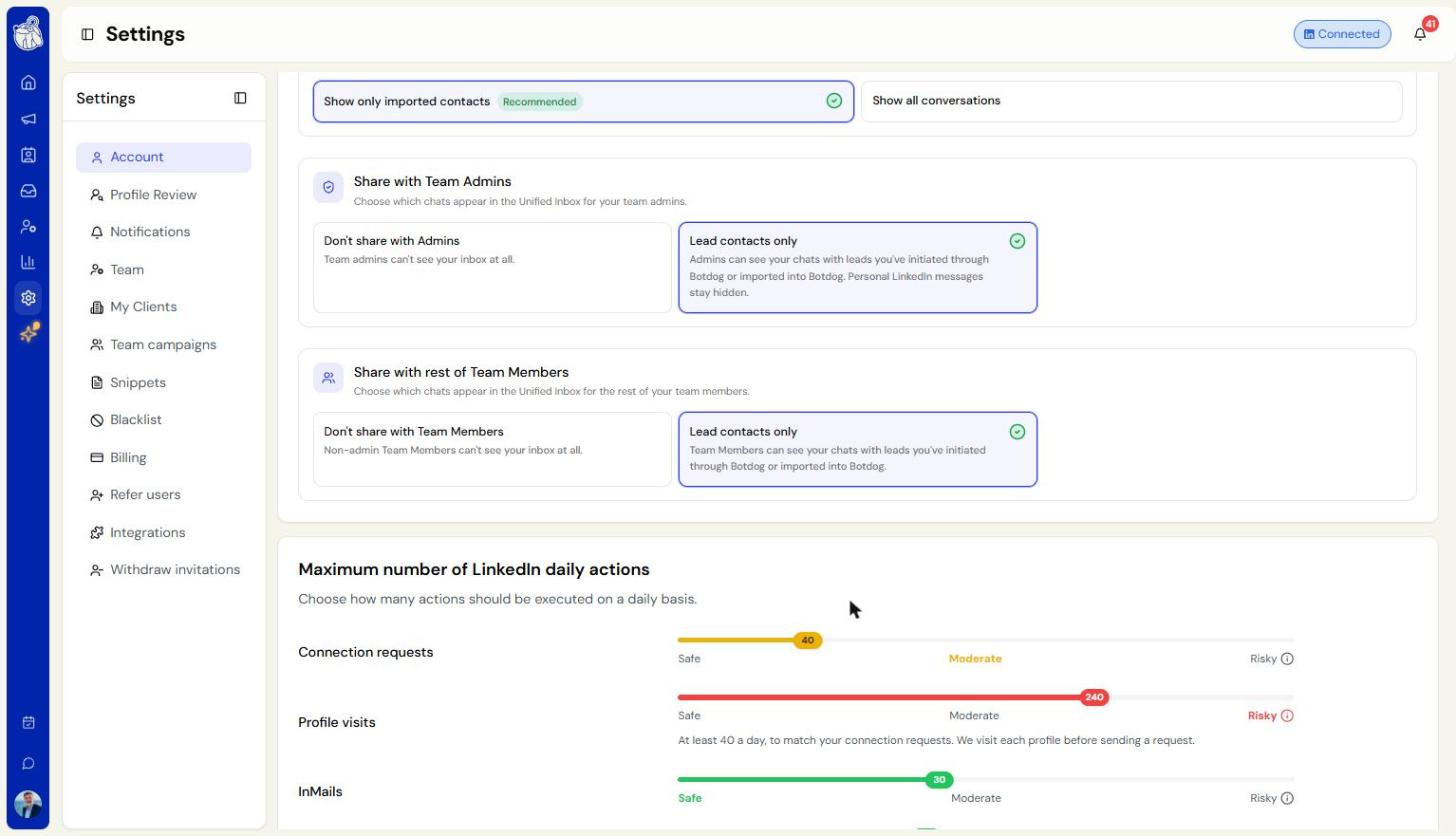 Settings
Connected
41
Settings
Account
Profile Review
Notifications
Team
My Clients
Team campaigns
Snippets
Blacklist
Billing
Refer users
Integrations
Withdraw invitations
Show only imported contacts Recommended
Show all conversations
Share with Team Admins
Choose which chats appear in the Unified Inbox for your team admins.
Don't share with Admins
Team admins can't see your inbox at all.
Lead contacts only
Admins can see your chats with leads you've initiated through
Botdog or imported into Botdog. Personal LinkedIn messages
stay hidden.
Share with rest of Team Members
Choose which chats appear in the Unified Inbox for the rest of your team members.
Don't share with Team Members
Non-admin Team Members can't see your inbox at all.
Lead contacts only
Team Members can see your chats with leads you've initiated
through Botdog or imported into Botdog.
Maximum number of LinkedIn daily actions
Choose how many actions should be executed on a daily basis.
Connection requests
40
Safe Moderate Risky
Profile visits
240
Safe Moderate Risky
At least 40 a day, to match your connection requests. We visit each profile before sending a request.
InMails
30
Safe Moderate Risky